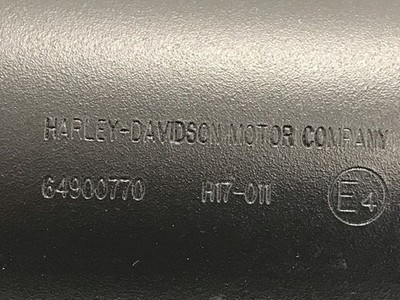 HARLEY-DAVIDSON MOTOR COMPANY
64900770 H17-011 E4